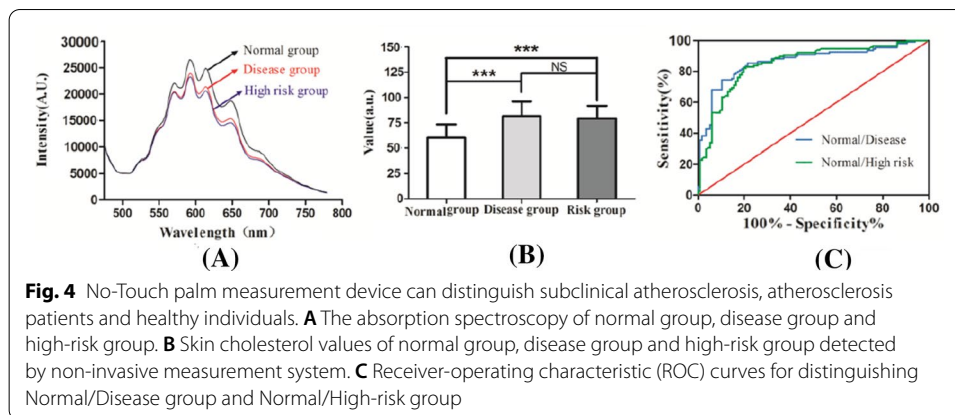 30000
25000
20000
15000
10000
5000
0
Intensity(A.U.)
Normal group
Disease group
High risk group
500 550 600 650 700 750 780
Wavelength (nm)
(A)
150
125
100
75
50
25
0
Value(a.u.)
***
***
NS
Normal group Disease group Risk group
(B)
100
80
60
40
20
0
Sensitivity(%)
Normal/Disease
Normal/High risk
0 20 40 60 80 100
100% - Specificity%
(C)
Fig. 4 No-Touch palm measurement device can distinguish subclinical atherosclerosis, atherosclerosis
patients and healthy individuals. A The absorption spectroscopy of normal group, disease group and
high-risk group. B Skin cholesterol values of normal group, disease group and high-risk group detected
by non-invasive measurement system. C Receiver-operating characteristic (ROC) curves for distinguishing
Normal/Disease group and Normal/High-risk group